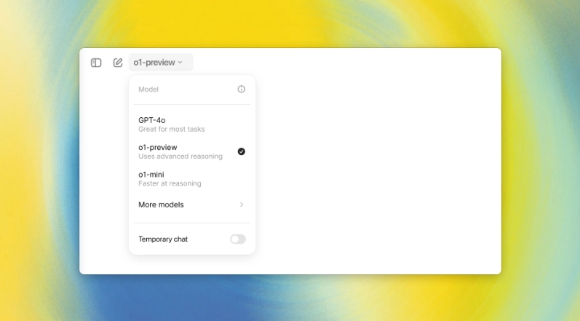 o1-preview
Model
GPT-4o
Great for most tasks
o1-preview
Uses advanced reasoning
o1-mini
Faster at reasoning
More models
Temporary chat